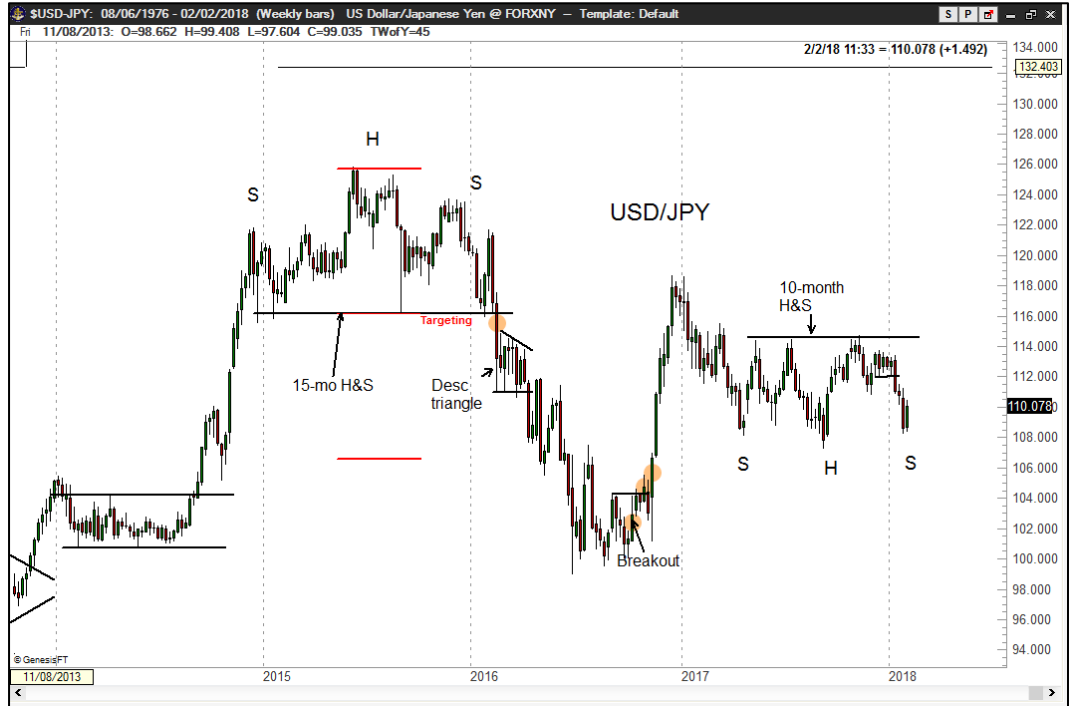 $USD-JPY: 08/06/1976 - 02/02/2018 (Weekly bars) US Dollar/Japanese Yen @ FORXNY – Template: Default
S P
Fri 11/08/2013: O=98.662 H=99.408 L=97.604 C=99.035 TWofY=45
2/2/18 11:33 = 110.078 (+1.492)
134.000
132.403
130.000
128.000
126.000
124.000
122.000
120.000
118.000
116.000
114.000
112.000
110.078
108.000
106.000
104.000
102.000
100.000
98.000
96.000
94.000
H
S
S
USD/JPY
10-month
H&S
Targeting
15-mo H&S
Desc
triangle
S
H
S
Breakout
© GenesisFT
11/08/2013
2015
2016
2017
2018